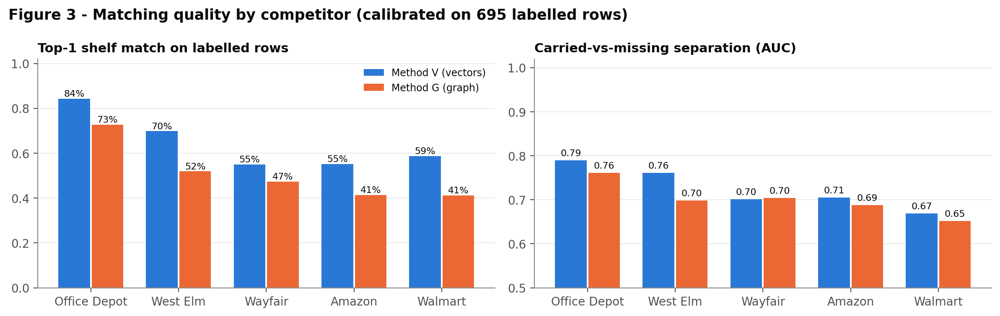 Figure 3 - Matching quality by competitor (calibrated on 695 labelled rows)
Top-1 shelf match on labelled rows
1.0
0.8
0.6
0.4
0.2
0.0
Method V (vectors)
Method G (graph)
84%
73%
70%
52%
55%
47%
55%
41%
59%
41%
Office Depot
West Elm
Wayfair
Amazon
Walmart
Carried-vs-missing separation (AUC)
1.0
0.9
0.8
0.7
0.6
0.5
0.79
0.76
0.76
0.70
0.70
0.70
0.71
0.69
0.67
0.65
Office Depot
West Elm
Wayfair
Amazon
Walmart